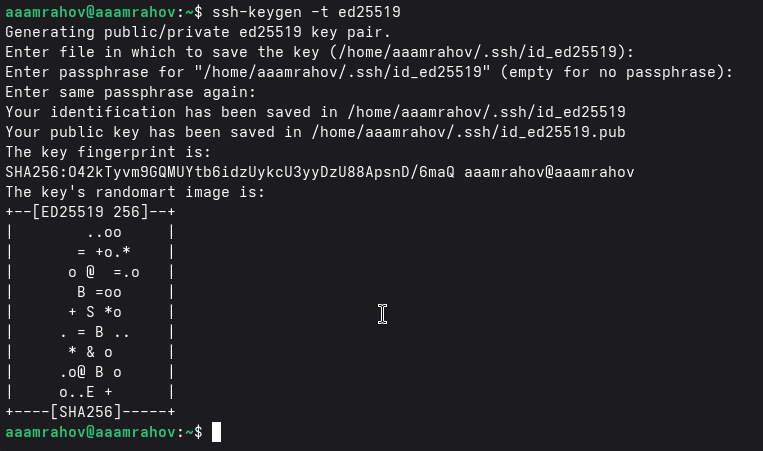 aaamrahov@aaamrahov:~$ ssh-keygen -t ed25519
Generating public/private ed25519 key pair.
Enter file in which to save the key (/home/aaamrahov/.ssh/id_ed25519):
Enter passphrase for "/home/aaamrahov/.ssh/id_ed25519" (empty for no passphrase):
Enter same passphrase again:
Your identification has been saved in /home/aaamrahov/.ssh/id_ed25519
Your public key has been saved in /home/aaamrahov/.ssh/id_ed25519.pub
The key fingerprint is:
SHA256:O42kTyvm9GQMUYtb6idzUykcU3yyDzU88ApsnD/6maQ aaamrahov@aaamrahov
The key's randomart image is:
+--[ED25519 256]--+
|        ..oo     |
|       = +o.*    |
|      o @  =.o   |
|       B =oo     |
|      + S *o     |
|     . = B ..    |
|      * & o      |
|     .o@ B o     |
|     o..E +      |
+----[SHA256]-----+
aaamrahov@aaamrahov:~$